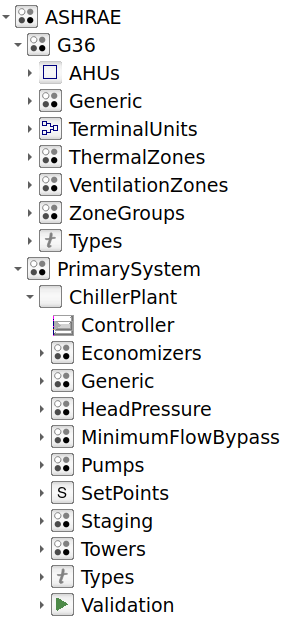 ASHRAE
G36
AHUs
Generic
TerminalUnits
ThermalZones
VentilationZones
ZoneGroups
t Types
PrimarySystem
ChillerPlant
Controller
Economizers
Generic
HeadPressure
MinimumFlowBypass
Pumps
S SetPoints
Staging
Towers
t Types
Validation